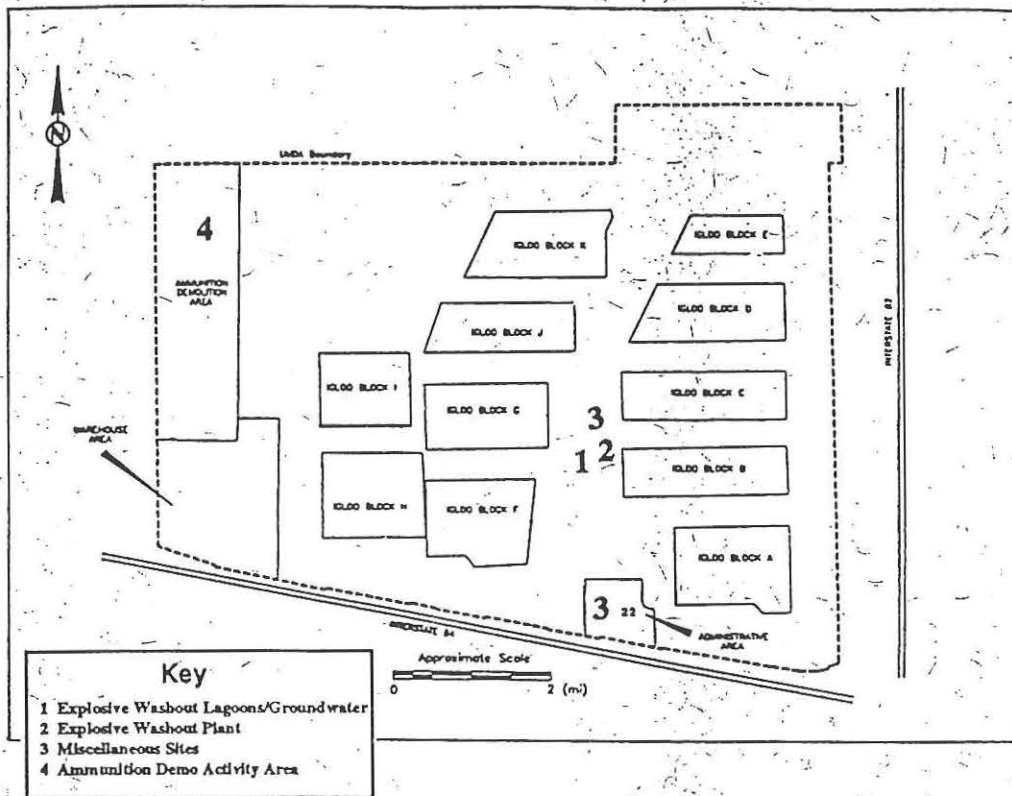 N
UMDA Boundary
4
AMMUNITION
DEMOLITION
AREA
IGLOO BLOCK K
IGLOO BLOCK E
IGLOO BLOCK J
IGLOO BLOCK D
INTERSTATE 82
IGLOO BLOCK I
IGLOO BLOCK G
IGLOO BLOCK C
3
WAREHOUSE
AREA
1 2
IGLOO BLOCK B
IGLOO BLOCK H
IGLOO BLOCK F
IGLOO BLOCK A
3 22
ADMINISTRATIVE
AREA
INTERSTATE 84
Approximate Scale
0 2 (mi)
Key
1 Explosive Washout Lagoons/Groundwater
2 Explosive Washout Plant
3 Miscellaneous Sites
4 Ammunition Demo Activity Area